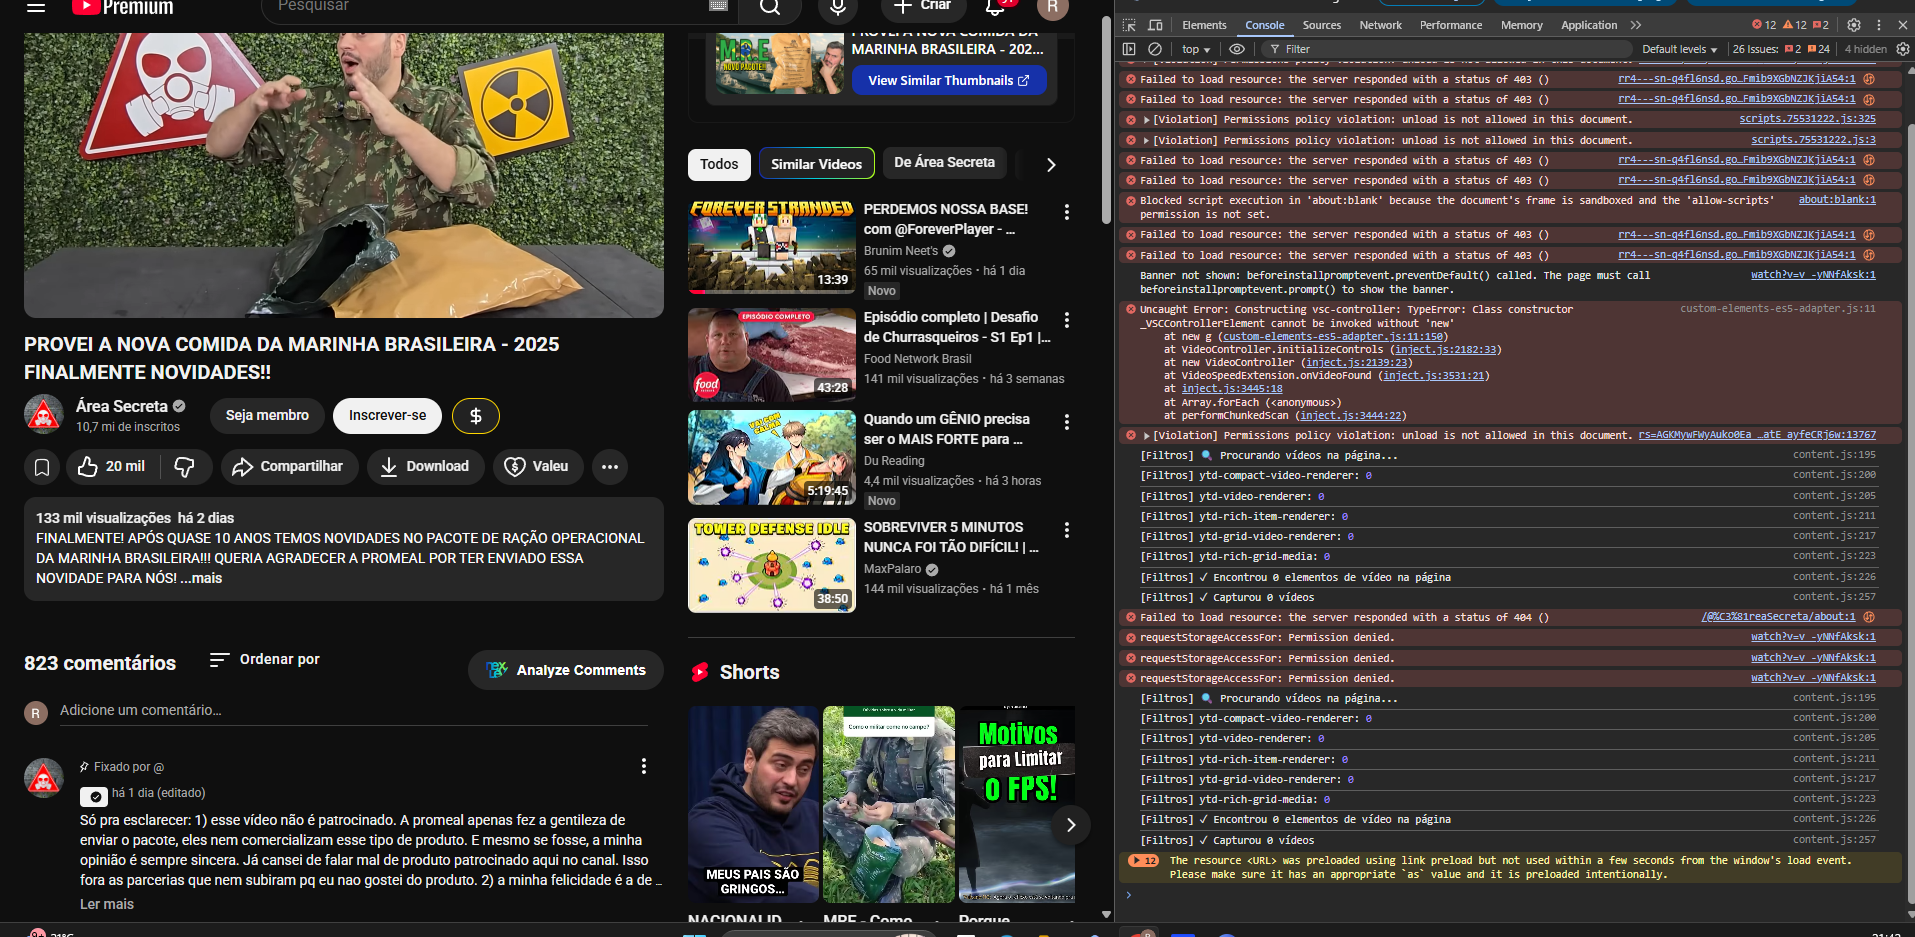 Premium
Pesquisar
Criar
R
PROVEI A NOVA COMIDA DA MARINHA BRASILEIRA - 2025
FINALMENTE NOVIDADES!!
Área Secreta
10,7 mi de inscritos
Seja membro
Inscrever-se
$
20 mil
Compartilhar
Download
Valeu
133 mil visualizações há 2 dias
FINALMENTE! APÓS QUASE 10 ANOS TEMOS NOVIDADES NO PACOTE DE RAÇÃO OPERACIONAL
DA MARINHA BRASILEIRA!!! QUERIA AGRADECER A PROMEAL POR TER ENVIADO ESSA
NOVIDADE PARA NÓS! ...mais
823 comentários
Ordenar por
Analyze Comments
R
Adicione um comentário...
Fixado por @
há 1 dia (editado)
Só pra esclarecer: 1) esse vídeo não é patrocinado. A promeal apenas fez a gentileza de
enviar o pacote, eles nem comercializam esse tipo de produto. E mesmo se fosse, a minha
opinião é sempre sincera. Já cansei de falar mal de produto patrocinado aqui no canal. Isso
fora as parcerias que nem subiram pq eu nao gostei do produto. 2) a minha felicidade é a de ...
Ler mais
M.R.E
NOVO PACOTE!
PROVEI A NOVA COMIDA DA
MARINHA BRASILEIRA - 202...
View Similar Thumbnails
Todos
Similar Videos
De Área Secreta
FOREVER STRANDED
13:39
PERDEMOS NOSSA BASE!
com @ForeverPlayer - ...
Brunim Neet's
65 mil visualizações • há 1 dia
Novo
EPISÓDIO COMPLETO
food
43:28
Episódio completo | Desafio
de Churrasqueiros - S1 Ep1 |...
Food Network Brasil
141 mil visualizações • há 3 semanas
5:19:45
Quando um GÊNIO precisa
ser o MAIS FORTE para ...
Du Reading
4,4 mil visualizações • há 3 horas
Novo
TOWER DEFENSE IDLE
38:50
SOBREVIVER 5 MINUTOS
NUNCA FOI TÃO DIFÍCIL! | ...
MaxPalaro
144 mil visualizações • há 1 mês
Shorts
MEUS PAIS SÃO
GRINGOS...
Como o militar come no campo?
Motivos
para Limitar
O FPS!
NACIONALID
MRE - Como
Porque
Elements
Console
Sources
Network
Performance
Memory
Application
12
12
2
top
Filter
Default levels
26 Issues:
2
24
4 hidden
Failed to load resource: the server responded with a status of 403 () rr4---sn-q4fl6nsd.go…Fmib9XGbNZJKjiA54:1
Failed to load resource: the server responded with a status of 403 () rr4---sn-q4fl6nsd.go…Fmib9XGbNZJKjiA54:1
[Violation] Permissions policy violation: unload is not allowed in this document. scripts.75531222.js:325
[Violation] Permissions policy violation: unload is not allowed in this document. scripts.75531222.js:3
Failed to load resource: the server responded with a status of 403 () rr4---sn-q4fl6nsd.go…Fmib9XGbNZJKjiA54:1
Failed to load resource: the server responded with a status of 403 () rr4---sn-q4fl6nsd.go…Fmib9XGbNZJKjiA54:1
Blocked script execution in 'about:blank' because the document's frame is sandboxed and the 'allow-scripts' about:blank:1
permission is not set.
Failed to load resource: the server responded with a status of 403 () rr4---sn-q4fl6nsd.go…Fmib9XGbNZJKjiA54:1
Failed to load resource: the server responded with a status of 403 () rr4---sn-q4fl6nsd.go…Fmib9XGbNZJKjiA54:1
Banner not shown: beforeinstallpromptevent.preventDefault() called. The page must call watch?v=v_-yNNfAksk:1
beforeinstallpromptevent.prompt() to show the banner.
Uncaught Error: Constructing vsc-controller: TypeError: Class constructor custom-elements-es5-adapter.js:11
_VSCControllerElement cannot be invoked without 'new'
at new g (custom-elements-es5-adapter.js:11:150)
at VideoController.initializeControls (inject.js:2182:33)
at new VideoController (inject.js:2139:23)
at VideoSpeedExtension.onVideoFound (inject.js:3531:21)
at inject.js:3445:18
at Array.forEach (<anonymous>)
at performChunkedScan (inject.js:3444:22)
[Violation] Permissions policy violation: unload is not allowed in this document. rs=AGKMywFWyAuko0Ea_…atE_ayfeCRj6w:13767
[Filtros] 🔍 Procurando vídeos na página... content.js:195
[Filtros] ytd-compact-video-renderer: 0 content.js:200
[Filtros] ytd-video-renderer: 0 content.js:205
[Filtros] ytd-rich-item-renderer: 0 content.js:211
[Filtros] ytd-grid-video-renderer: 0 content.js:217
[Filtros] ytd-rich-grid-media: 0 content.js:223
[Filtros] ✓ Encontrou 0 elementos de vídeo na página content.js:226
[Filtros] ✓ Capturou 0 vídeos content.js:257
Failed to load resource: the server responded with a status of 404 () /@%C3%81reaSecreta/about:1
requestStorageAccessFor: Permission denied. watch?v=v_-yNNfAksk:1
requestStorageAccessFor: Permission denied. watch?v=v_-yNNfAksk:1
requestStorageAccessFor: Permission denied. watch?v=v_-yNNfAksk:1
[Filtros] 🔍 Procurando vídeos na página... content.js:195
[Filtros] ytd-compact-video-renderer: 0 content.js:200
[Filtros] ytd-video-renderer: 0 content.js:205
[Filtros] ytd-rich-item-renderer: 0 content.js:211
[Filtros] ytd-grid-video-renderer: 0 content.js:217
[Filtros] ytd-rich-grid-media: 0 content.js:223
[Filtros] ✓ Encontrou 0 elementos de vídeo na página content.js:226
[Filtros] ✓ Capturou 0 vídeos content.js:257
12 The resource <URL> was preloaded using link preload but not used within a few seconds from the window's load event.
Please make sure it has an appropriate `as` value and it is preloaded intentionally.